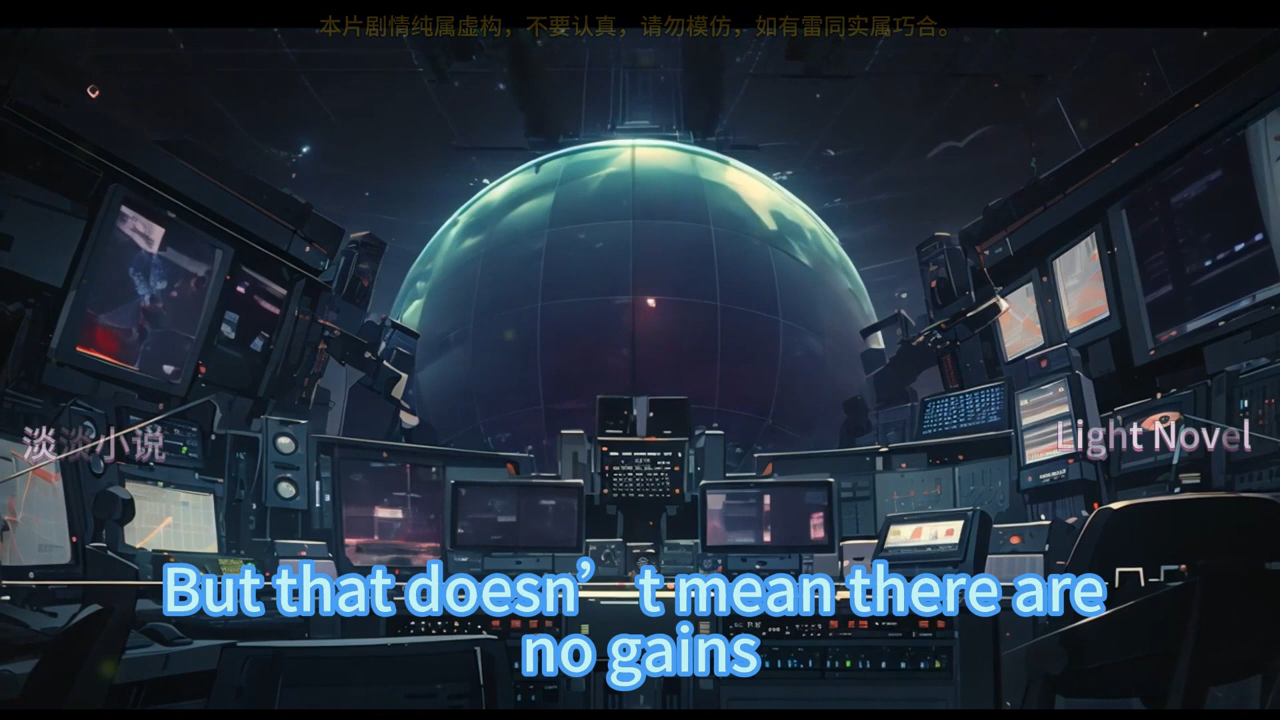 本片剧情纯属虚构，不要认真，请勿模仿，如有雷同实属巧合。
淡淡小说
Light Novel
But that doesn’t mean there are
no gains